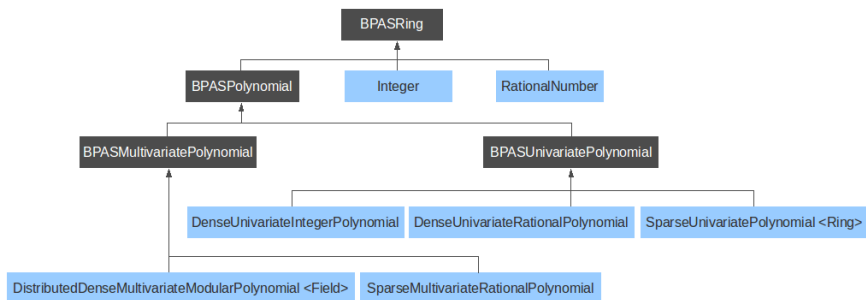 BPASRing
BPASPolynomial
Integer
RationalNumber
BPASMultivariatePolynomial
BPASUnivariatePolynomial
DenseUnivariateIntegerPolynomial
DenseUnivariateRationalPolynomial
SparseUnivariatePolynomial <Ring>
DistributedDenseMultivariateModularPolynomial <Field>
SparseMultivariateRationalPolynomial